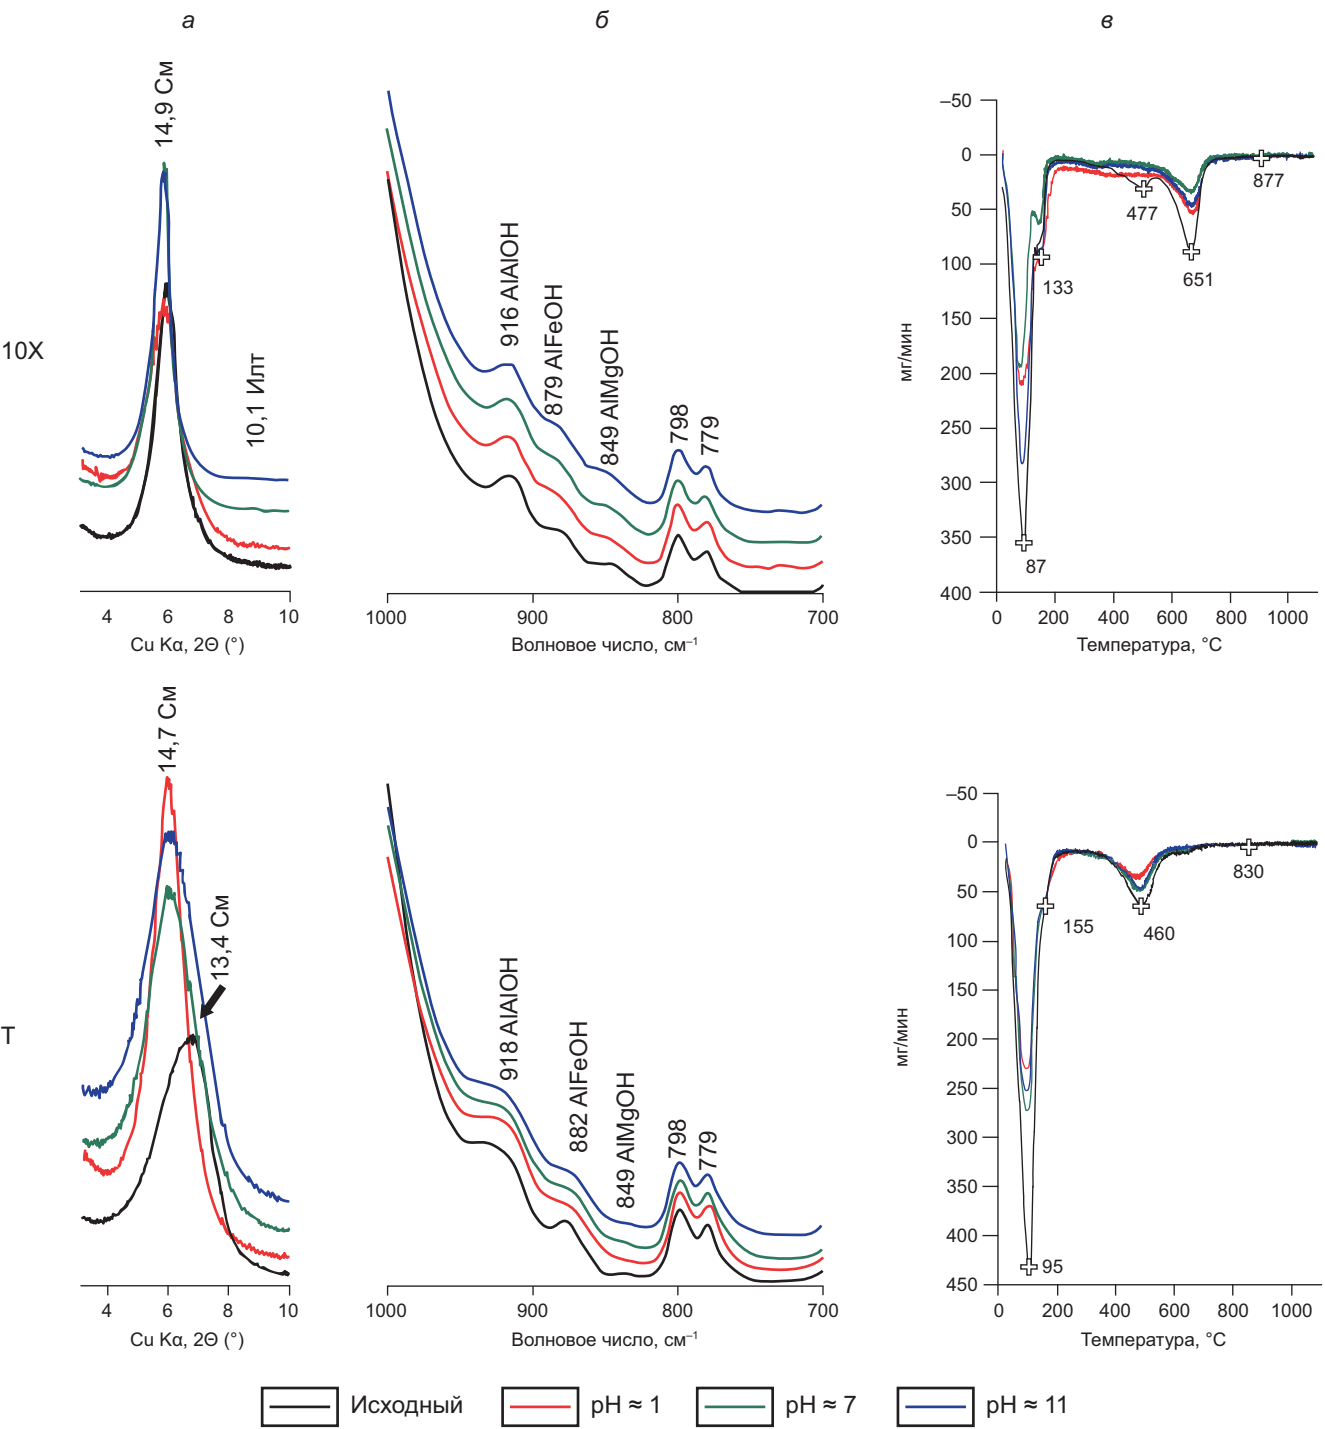 а б в
10Х
14,9 См
10,1 Илт
4 6 8 10
Cu Kα, 2Θ (°)
916 AlAlOH
879 AlFeOH
849 AlMgOH
798
779
1000 900 800 700
Волновое число, см⁻¹
мг/мин
–50
0
50
100
150
200
250
300
350
400
877
477
651
133
87
0 200 400 600 800 1000
Температура, °С
Т
14,7 См
13,4 См
4 6 8 10
Cu Kα, 2Θ (°)
918 AlAlOH
882 AlFeOH
849 AlMgOH
798
779
1000 900 800 700
Волновое число, см⁻¹
мг/мин
–50
0
50
100
150
200
250
300
350
400
450
830
155
460
95
0 200 400 600 800 1000
Температура, °С
Исходный pH ≈ 1 pH ≈ 7 pH ≈ 11